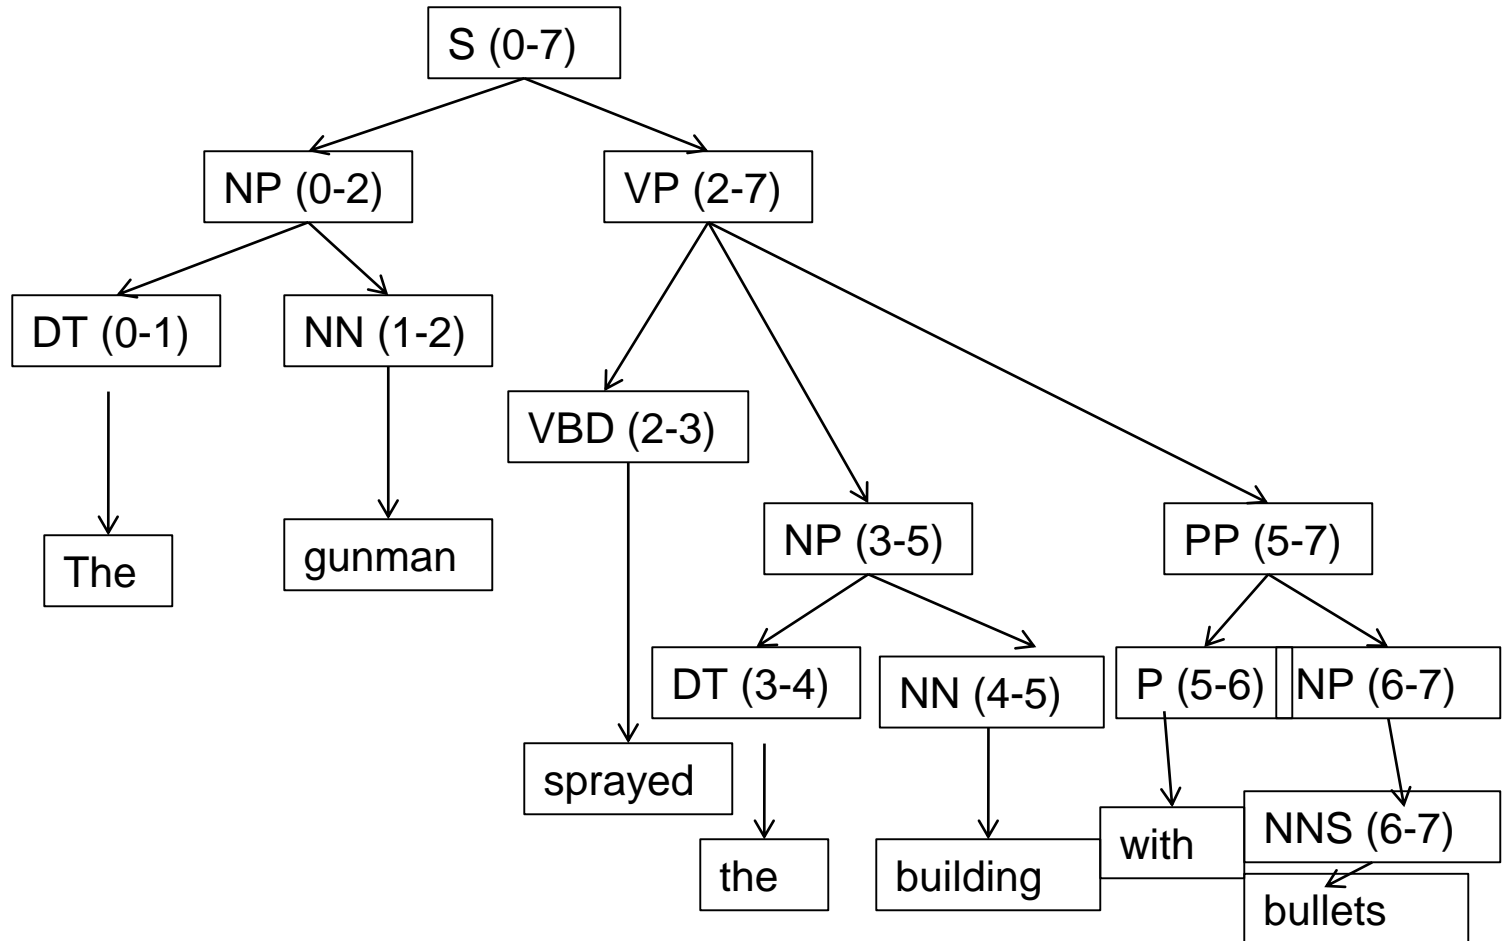 S (0-7)
NP (0-2)
VP (2-7)
DT (0-1)
NN (1-2)
VBD (2-3)
NP (3-5)
PP (5-7)
The
gunman
DT (3-4)
NN (4-5)
P (5-6)
NP (6-7)
sprayed
the
building
with
NNS (6-7)
bullets